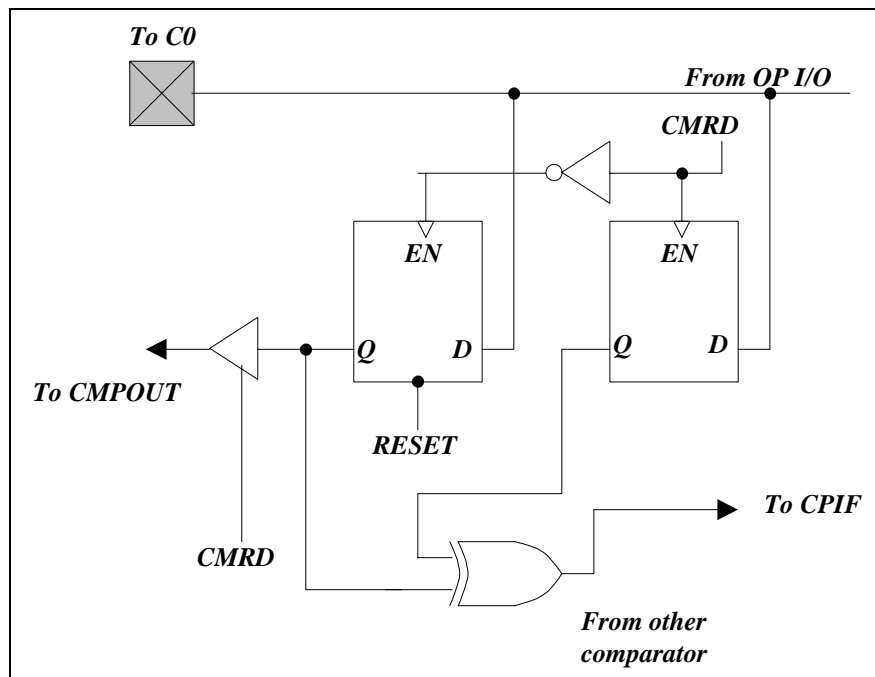 To C0
From OP I/O
CMRD
EN
EN
Q
D
Q
D
To CMPOUT
RESET
To CPIF
CMRD
From other
comparator